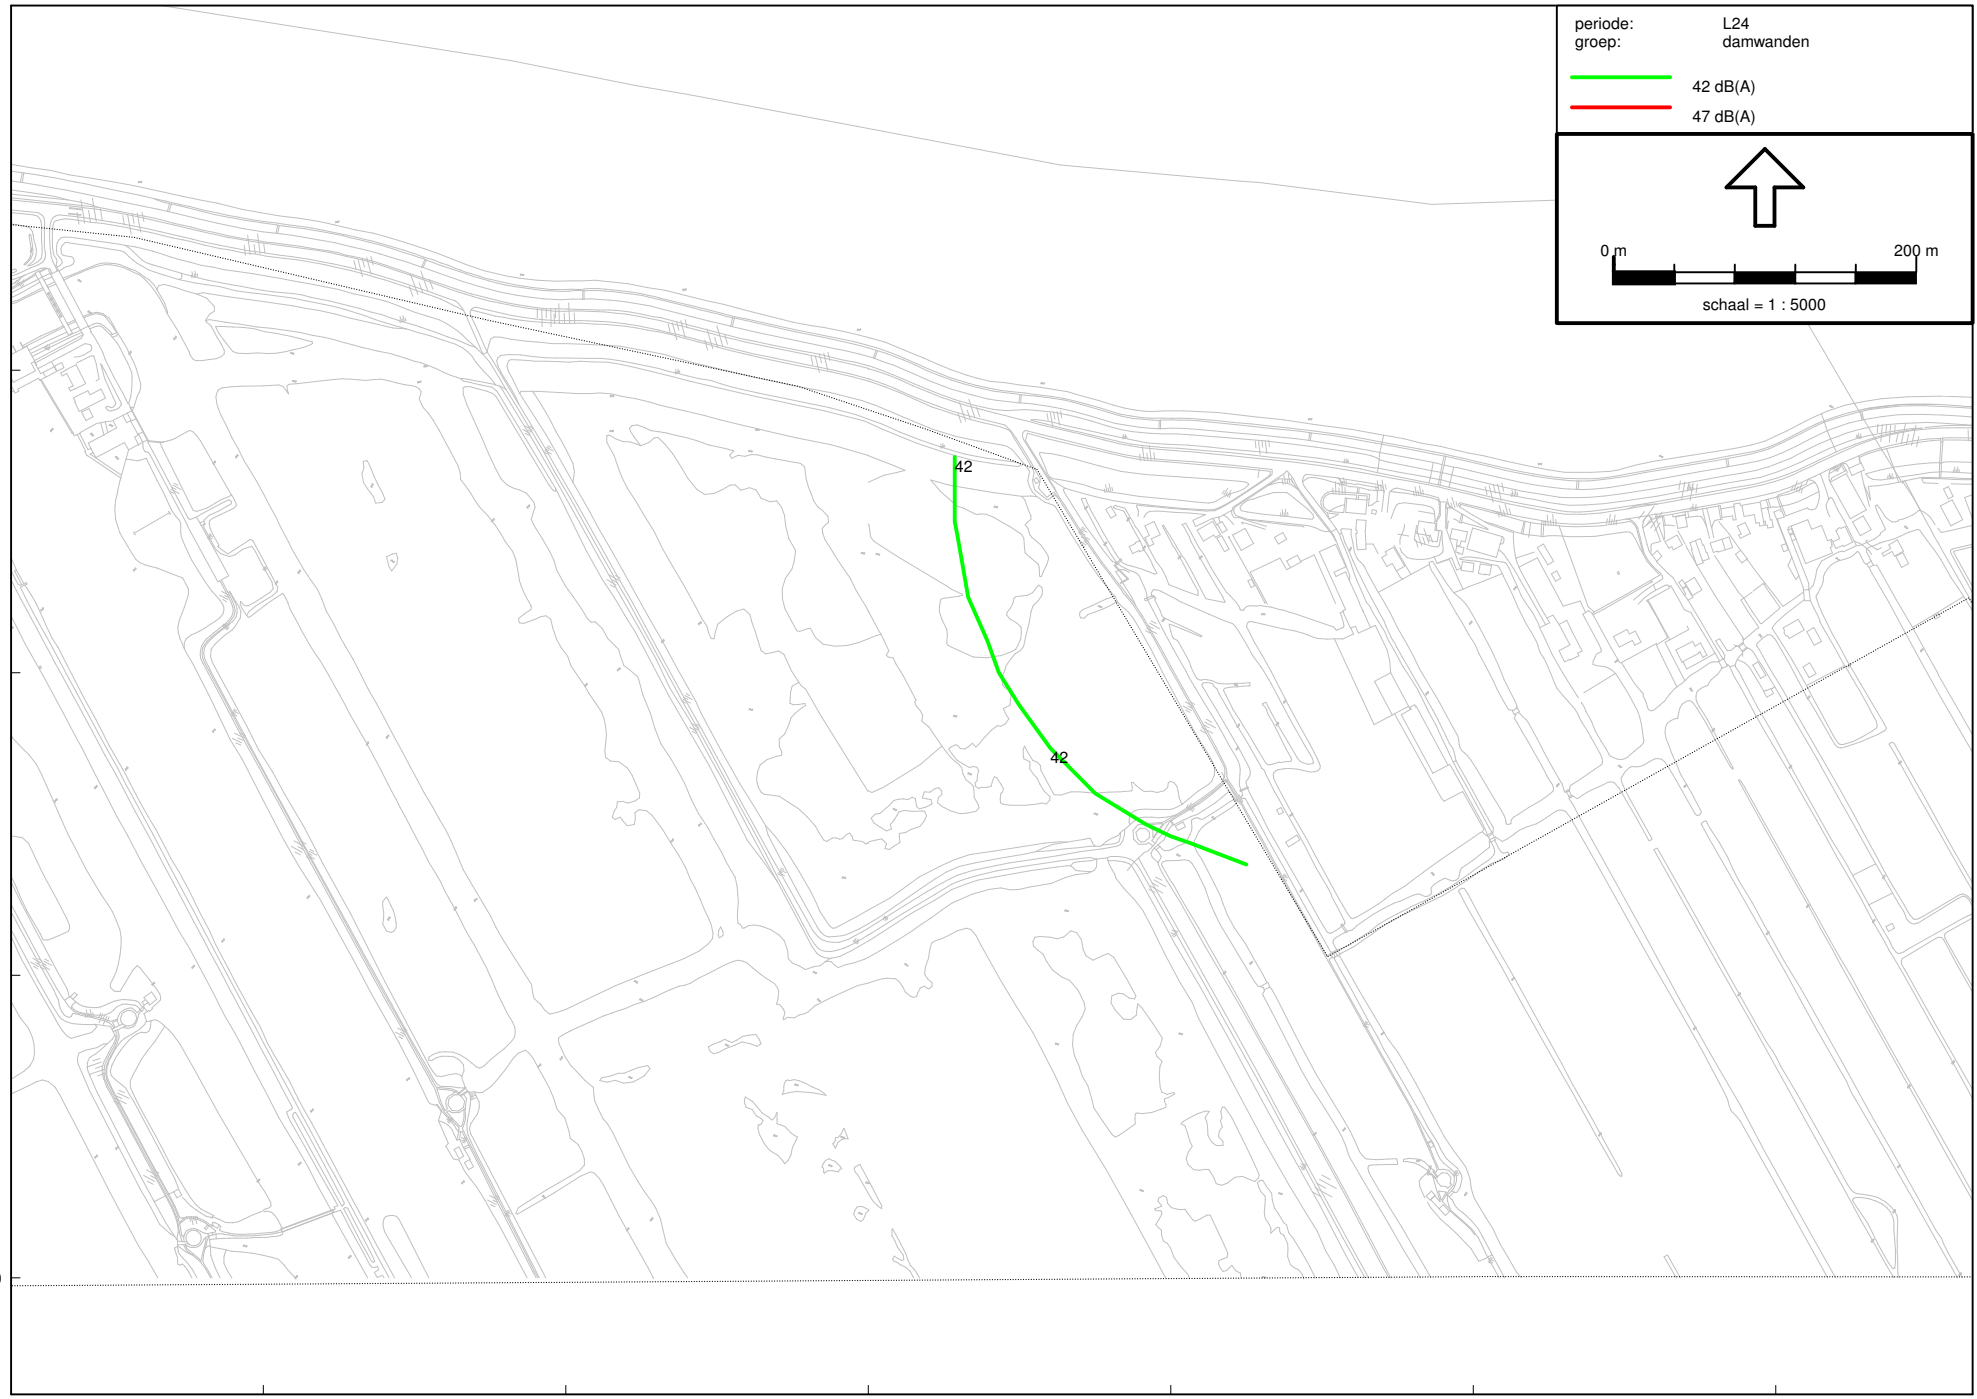 periode: L24
groep: damwanden
42 dB(A)
47 dB(A)
0 m 200 m
schaal = 1 : 5000
42
42